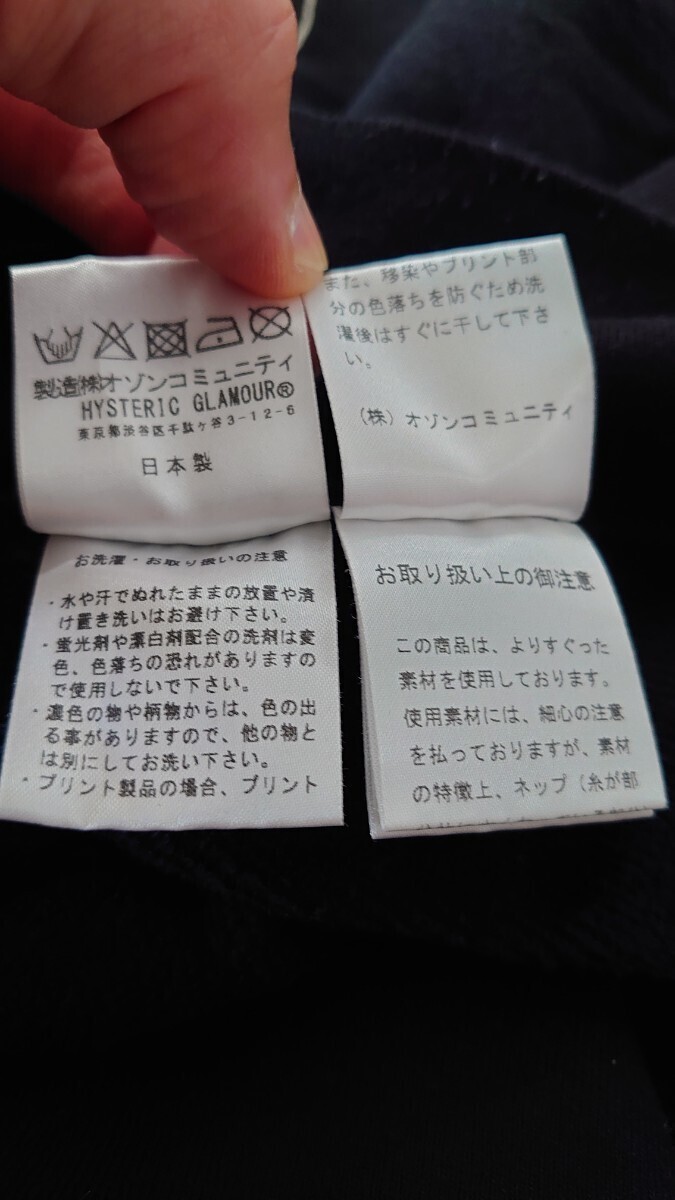 製造(株)オゾンコミュニティ
HYSTERIC GLAMOUR®
東京都渋谷区千駄ヶ谷3-12-6
日本製
お洗濯・お取り扱いの注意
・水や汗でぬれたままの放置や漬
け置き洗いはお避け下さい。
・蛍光剤や漂白剤配合の洗剤は変
色、色落ちの恐れがありますの
で使用しないで下さい。
・濃色の物や柄物からは、色の出
る事がありますので、他の物と
は別にしてお洗い下さい。
・プリント製品の場合、プリント
また、移染やプリント部
分の色落ちを防ぐため洗
濯後はすぐに干して下さ
い。
(株)オゾンコミュニティ
お取り扱い上の御注意
この商品は、よりすぐった
素材を使用しております。
使用素材には、細心の注意
を払っておりますが、素材
の特徴上、ネップ(糸が部